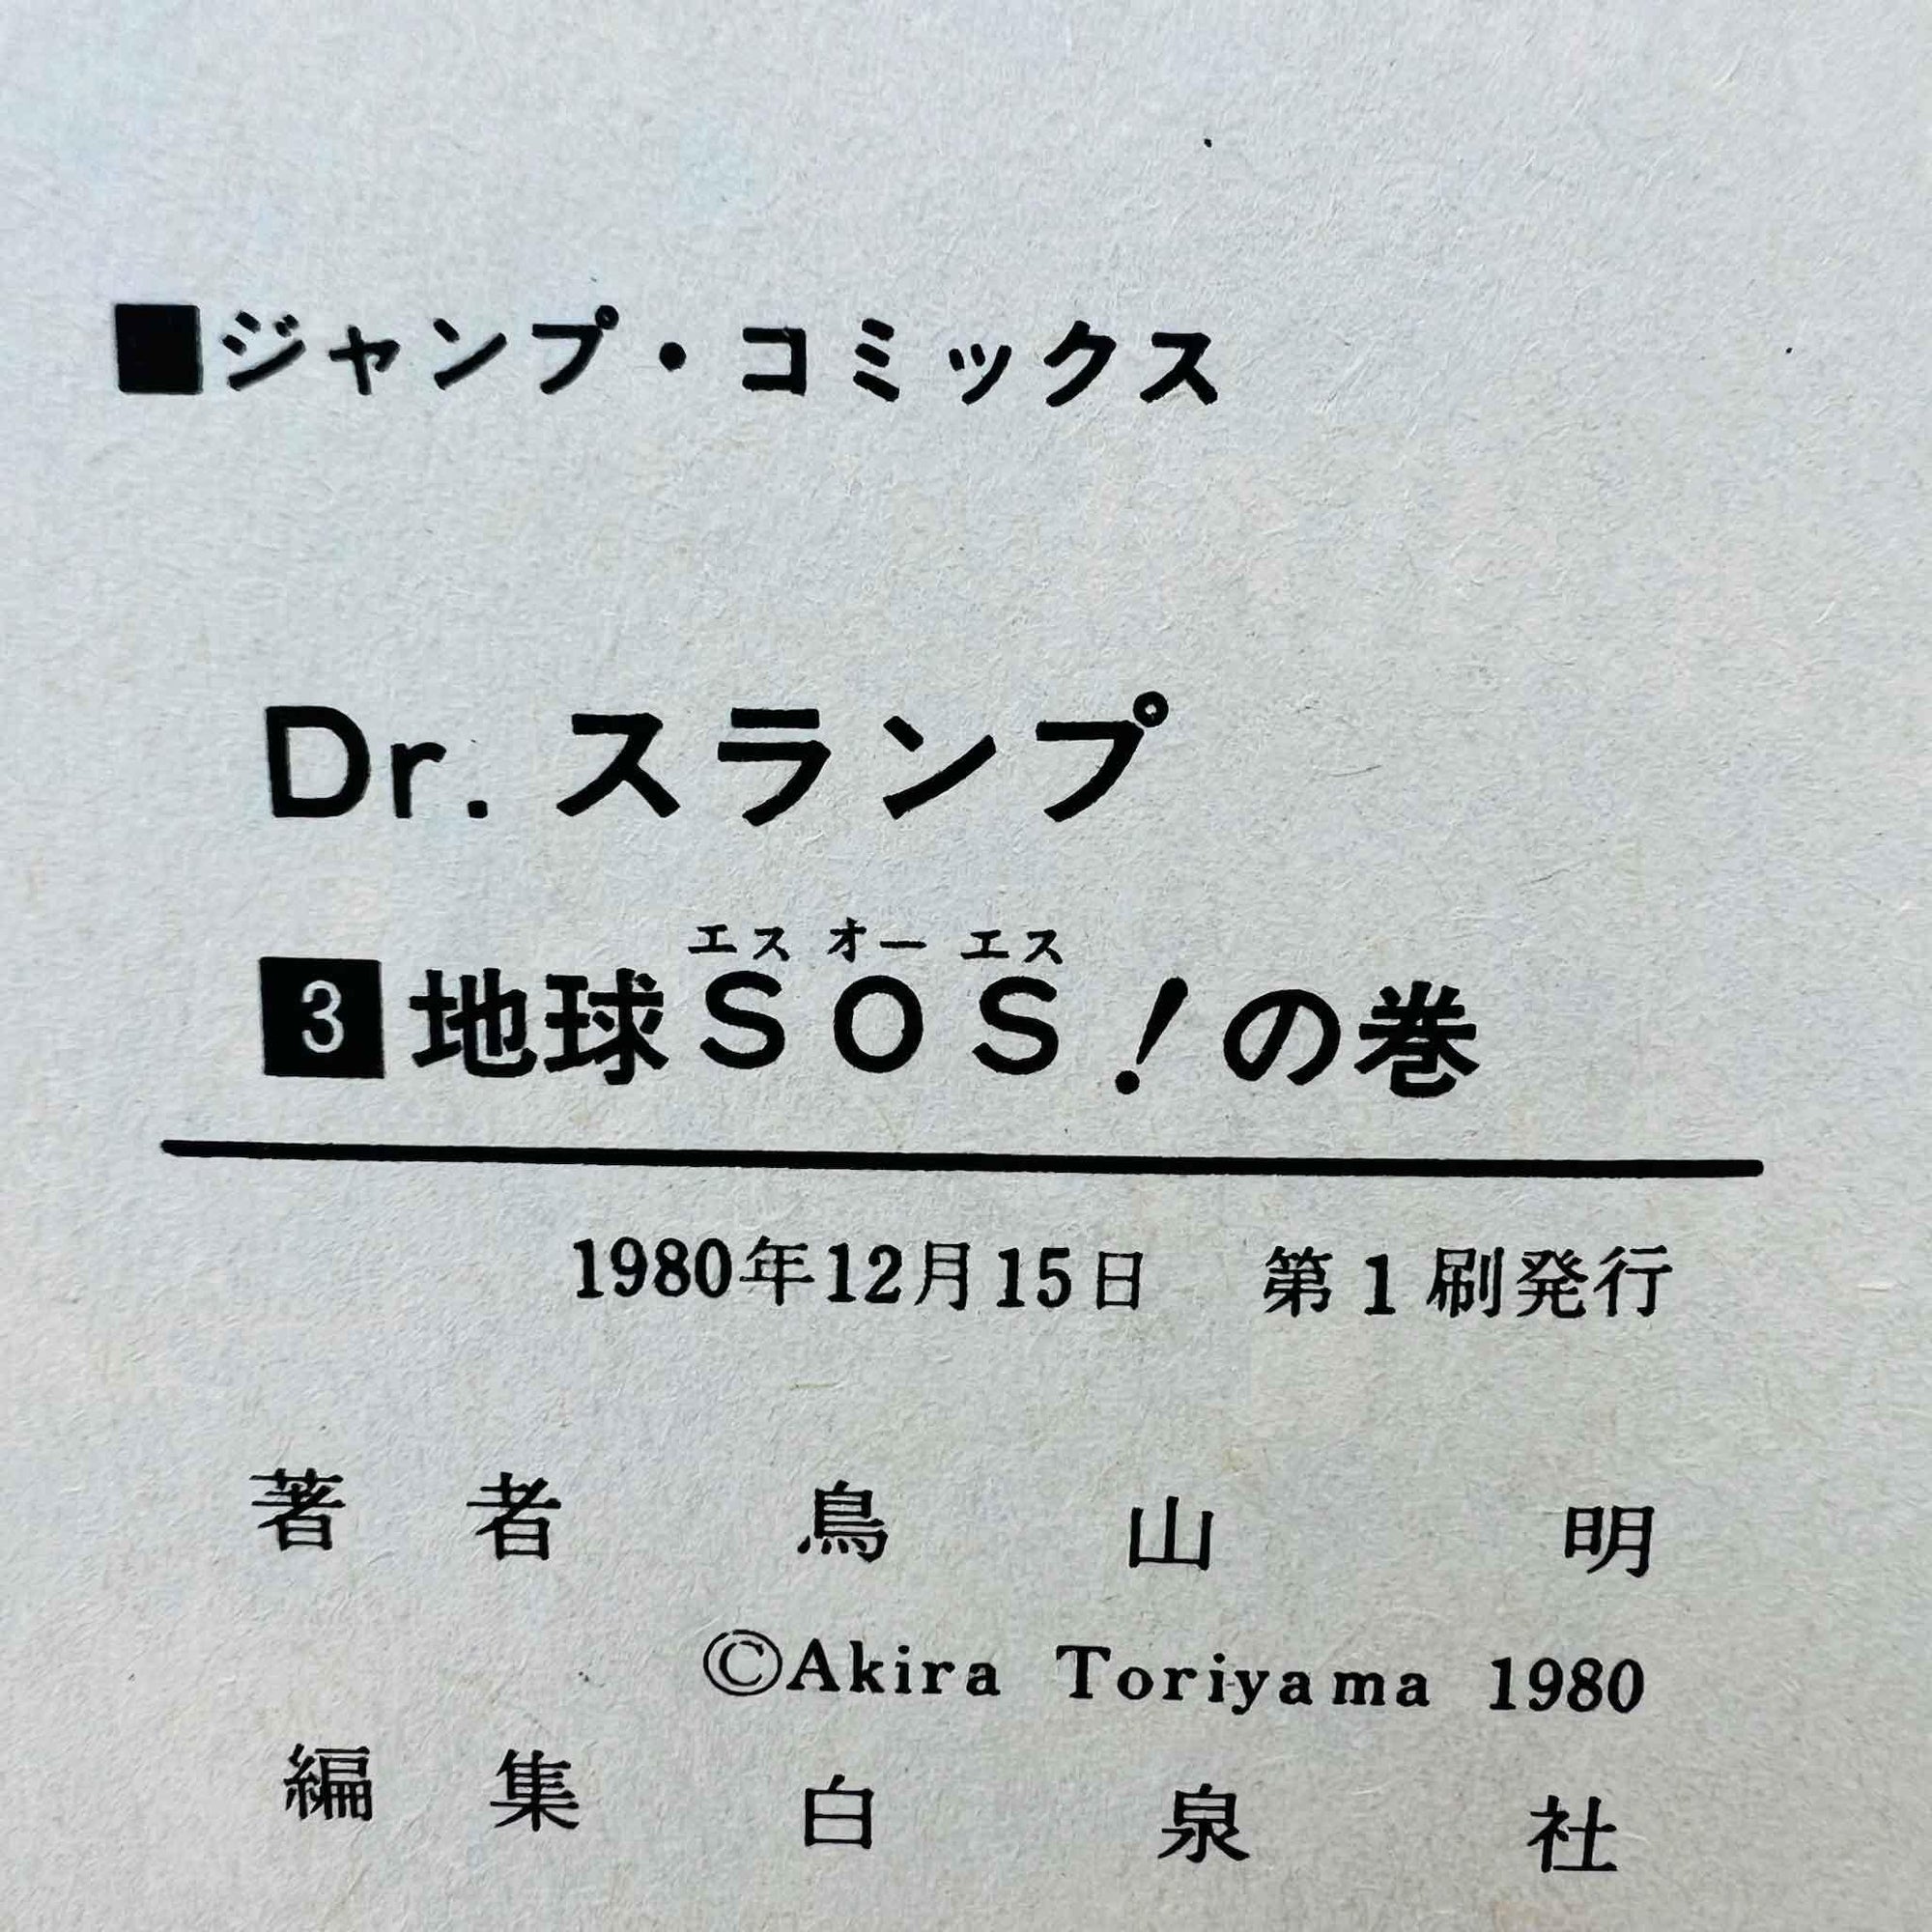 ■ジャンプ・コミックス
Dr.スランプ
エス オー エス
3地球SOS！の巻
1980年12月15日 第1刷発行
著者 鳥山明
©Akira Toriyama 1980
編集 白泉社